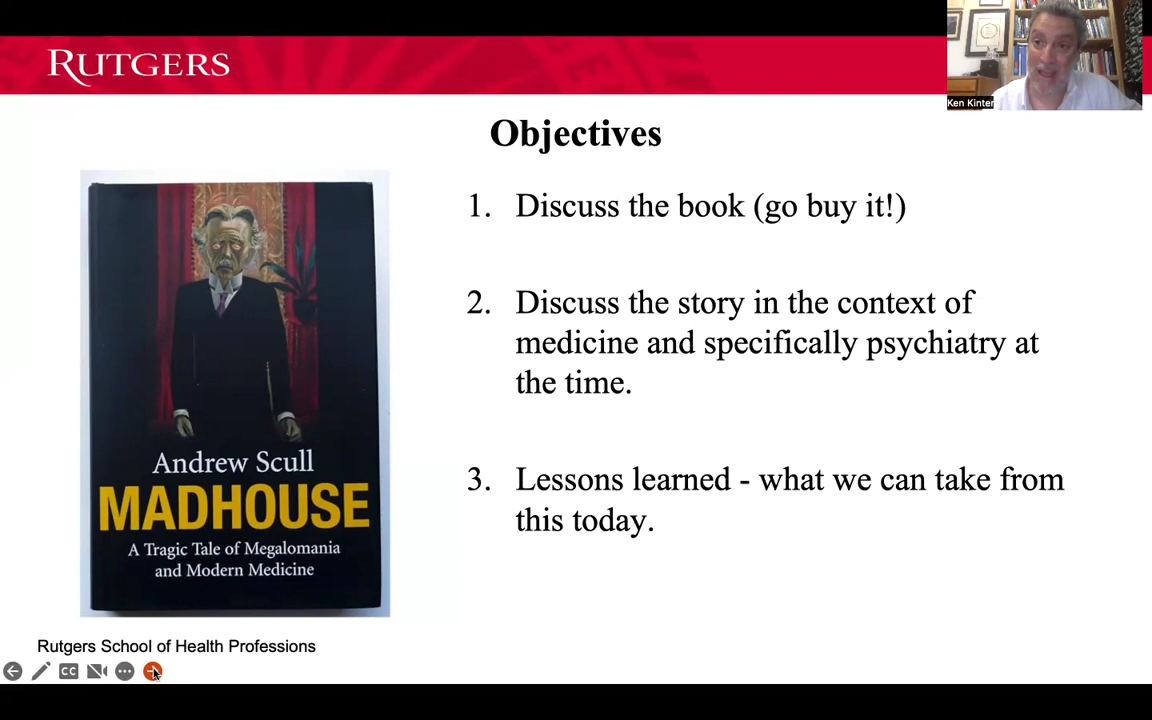 RUTGERS
Ken Kinter
Objectives
1. Discuss the book (go buy it!)
2. Discuss the story in the context of
medicine and specifically psychiatry at
the time.
3. Lessons learned - what we can take from
this today.
Andrew Scull
MADHOUSE
A Tragic Tale of Megalomania
and Modern Medicine
Rutgers School of Health Professions
CC